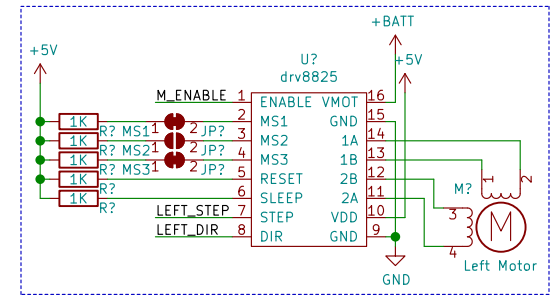 +BATT
+5V
U?
drv8825
+5V
M_ENABLE 1 ENABLE VMOT 16
1K R? MS1 1 2 JP? 2 MS1 GND 15
1K R? MS2 1 2 JP? 3 MS2 1A 14
1K R? MS3 1 2 JP? 4 MS3 1B 13
1K R? 5 RESET 2B 12
1K R? 6 SLEEP 2A 11
LEFT_STEP 7 STEP VDD 10
LEFT_DIR 8 DIR GND 9
1 2
M?
3
M
4
Left Motor
GND